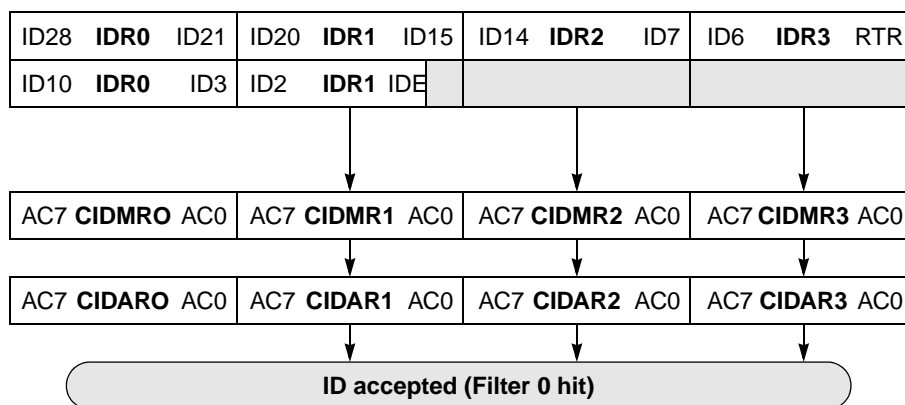 ID28 IDR0 ID21 ID20 IDR1 ID15 ID14 IDR2 ID7 ID6 IDR3 RTR
ID10 IDR0 ID3 ID2 IDR1 IDE
AC7 CIDMRO AC0 AC7 CIDMR1 AC0 AC7 CIDMR2 AC0 AC7 CIDMR3 AC0
AC7 CIDARO AC0 AC7 CIDAR1 AC0 AC7 CIDAR2 AC0 AC7 CIDAR3 AC0
ID accepted (Filter 0 hit)